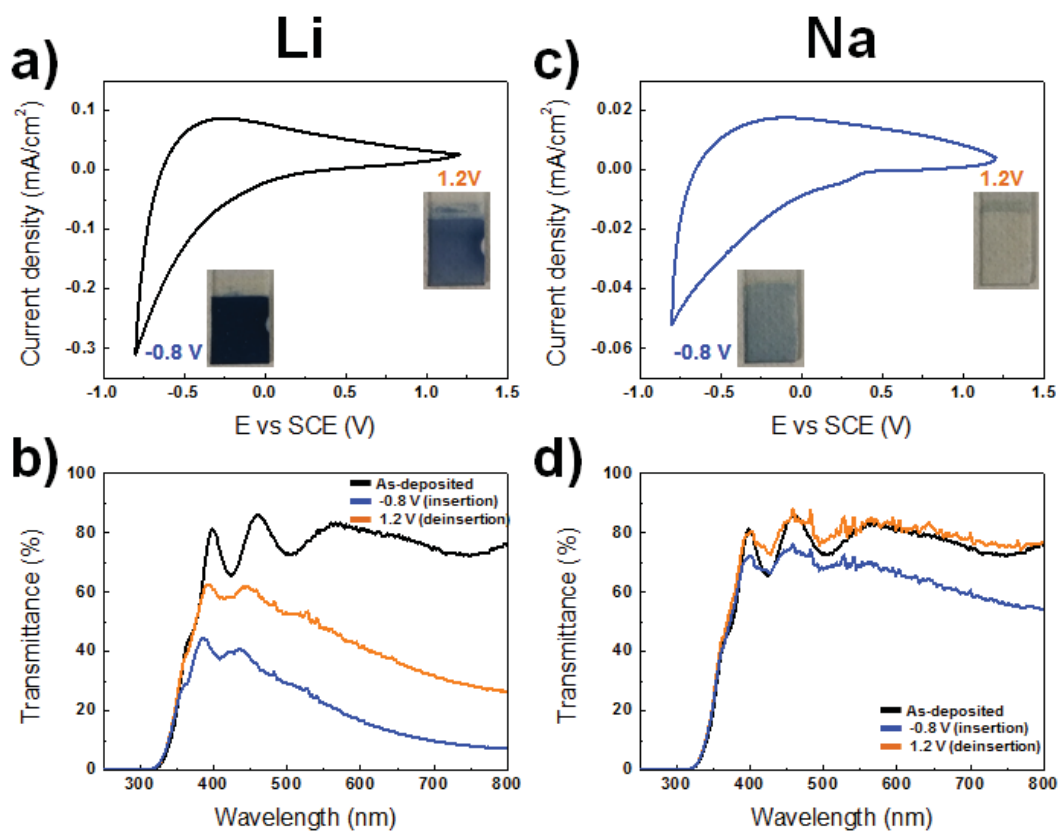 Li
Na
a)
Current density (mA/cm²)
0.1
0.0
-0.1
-0.2
-0.3
1.2V
-0.8 V
-1.0 -0.5 0.0 0.5 1.0 1.5
E vs SCE (V)
c)
Current density (mA/cm²)
0.02
0.00
-0.02
-0.04
-0.06
1.2V
-0.8 V
-1.0 -0.5 0.0 0.5 1.0 1.5
E vs SCE (V)
b)
Transmittance (%)
100
80
60
40
20
0
As-deposited
-0.8 V (insertion)
1.2 V (deinsertion)
300 400 500 600 700 800
Wavelength (nm)
d)
Transmittance (%)
100
80
60
40
20
0
As-deposited
-0.8 V (insertion)
1.2 V (deinsertion)
300 400 500 600 700 800
Wavelength (nm)